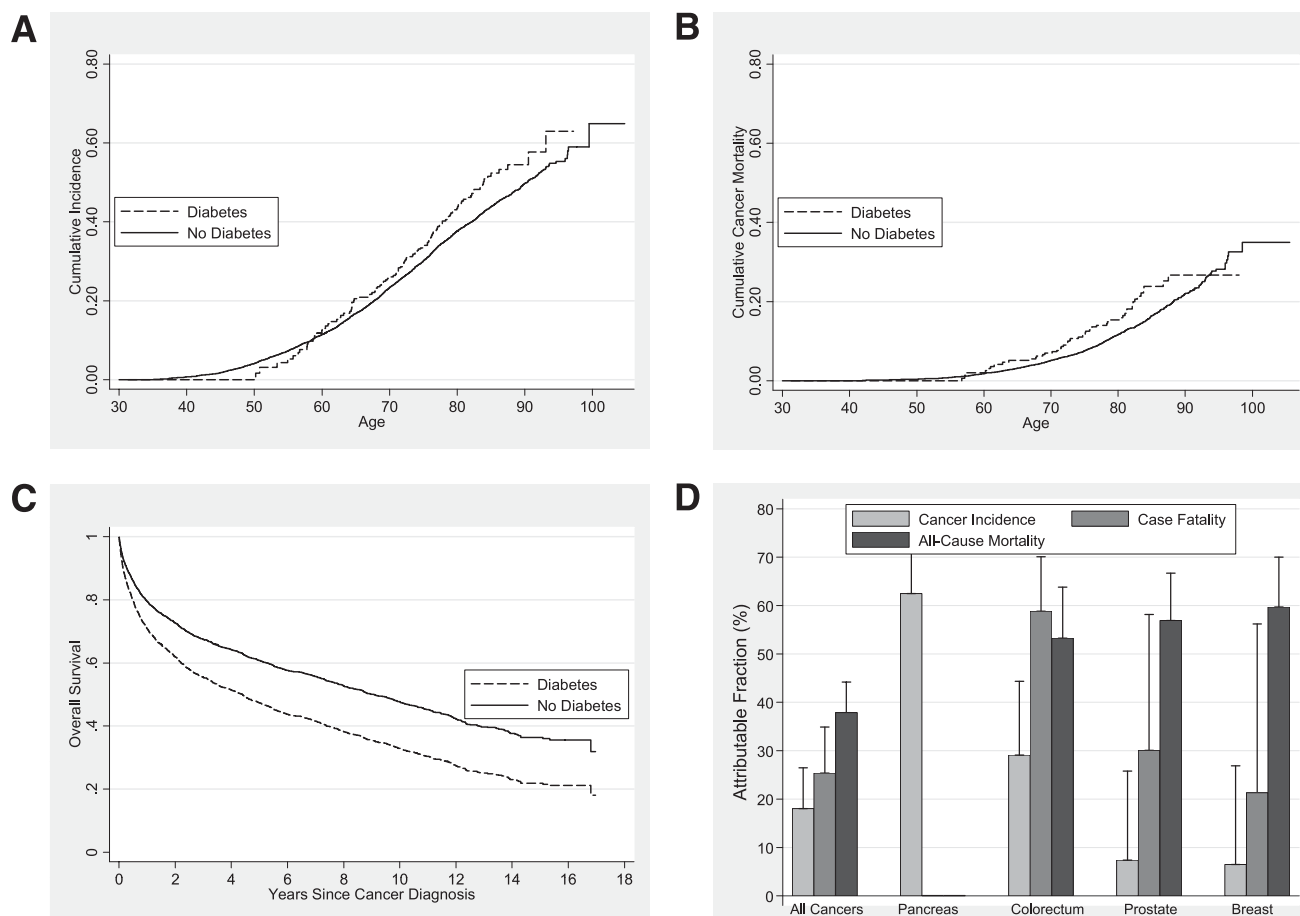 A
0.80
0.60
0.40
0.20
0.00
Cumulative Incidence
Diabetes
No Diabetes
30 40 50 60 70 80 90 100
Age
B
0.80
0.60
0.40
0.20
0.00
Cumulative Cancer Mortality
Diabetes
No Diabetes
30 40 50 60 70 80 90 100
Age
C
1
.8
.6
.4
.2
0
Overall Survival
Diabetes
No Diabetes
0 2 4 6 8 10 12 14 16 18
Years Since Cancer Diagnosis
D
Cancer Incidence Case Fatality
All-Cause Mortality
80
70
60
50
40
30
20
10
0
Attributable Fraction (%)
All Cancers Pancreas Colorectum Prostate Breast